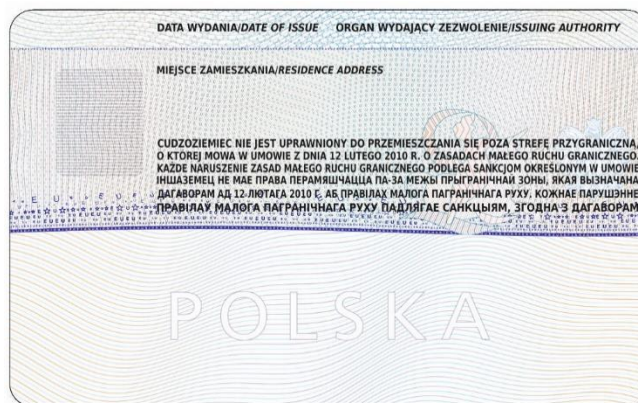 DATA WYDANIA/DATE OF ISSUE ORGAN WYDAJĄCY ZEZWOLENIE/ISSUING AUTHORITY
MIEJSCE ZAMIESZKANIA/RESIDENCE ADDRESS
CUDZOZIEMIEC NIE JEST UPRAWNIONY DO PRZEMIESZCZANIA SIĘ POZA STREFĘ PRZYGRANICZNĄ,
O KTÓREJ MOWA W UMOWIE Z DNIA 12 LUTEGO 2010 R. O ZASADACH MAŁEGO RUCHU GRANICZNEGO.
KAŻDE NARUSZENIE ZASAD MAŁEGO RUCHU GRANICZNEGO PODLEGA SANKCJOM OKREŚLONYM W UMOWIE
ІНШАЗЕМЕЦ НЕ МАЕ ПРАВА ПЕРАМЯШЧАЦЦА ПА-ЗА МЕЖЫ ПРЫГРАНІЧНАЙ ЗОНЫ, ЯКАЯ ВЫЗНАЧАНА
ДАГАВОРАМ АД 12 ЛЮТАГА 2010 Г. АБ ПРАВІЛАХ МАЛОГА ПАГРАНІЧНАГА РУХУ. КОЖНАЕ ПАРУШЭННЕ
ПРАВІЛАЎ МАЛОГА ПАГРАНІЧНАГА РУХУ ПАДЛЯГАЕ САНКЦЫЯМ, ЗГОДНА З ДАГАВОРАМ
POLSKA